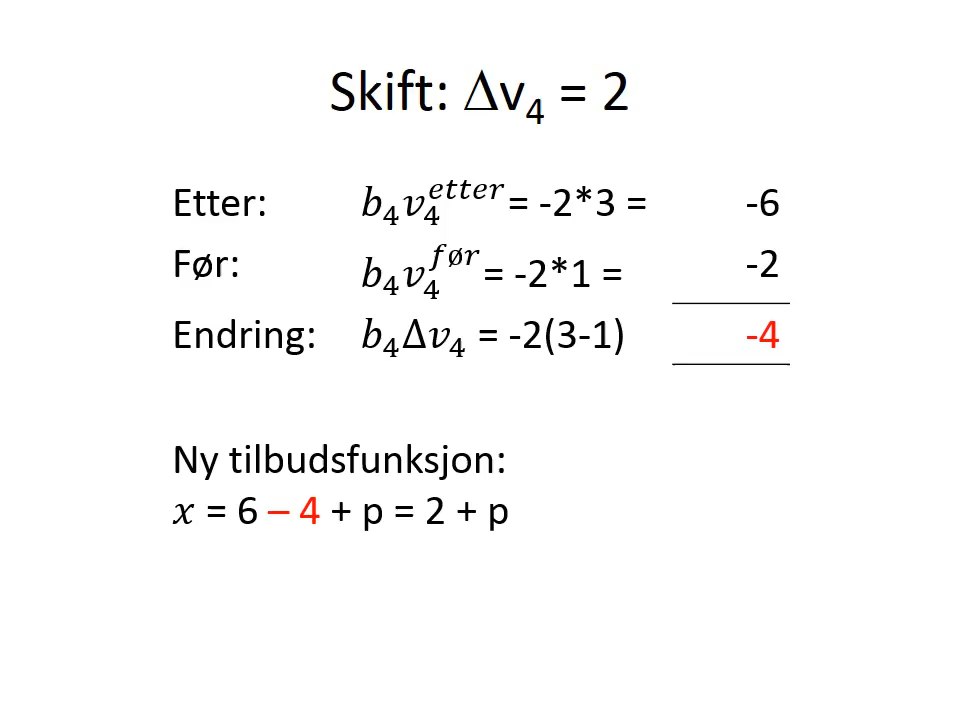 Skift: Δv₄ = 2
Etter: b₄v₄^etter = -2*3 = -6
Før: b₄v₄^før = -2*1 = -2
Endring: b₄Δv₄ = -2(3-1) -4
Ny tilbudsfunksjon:
x = 6 – 4 + p = 2 + p